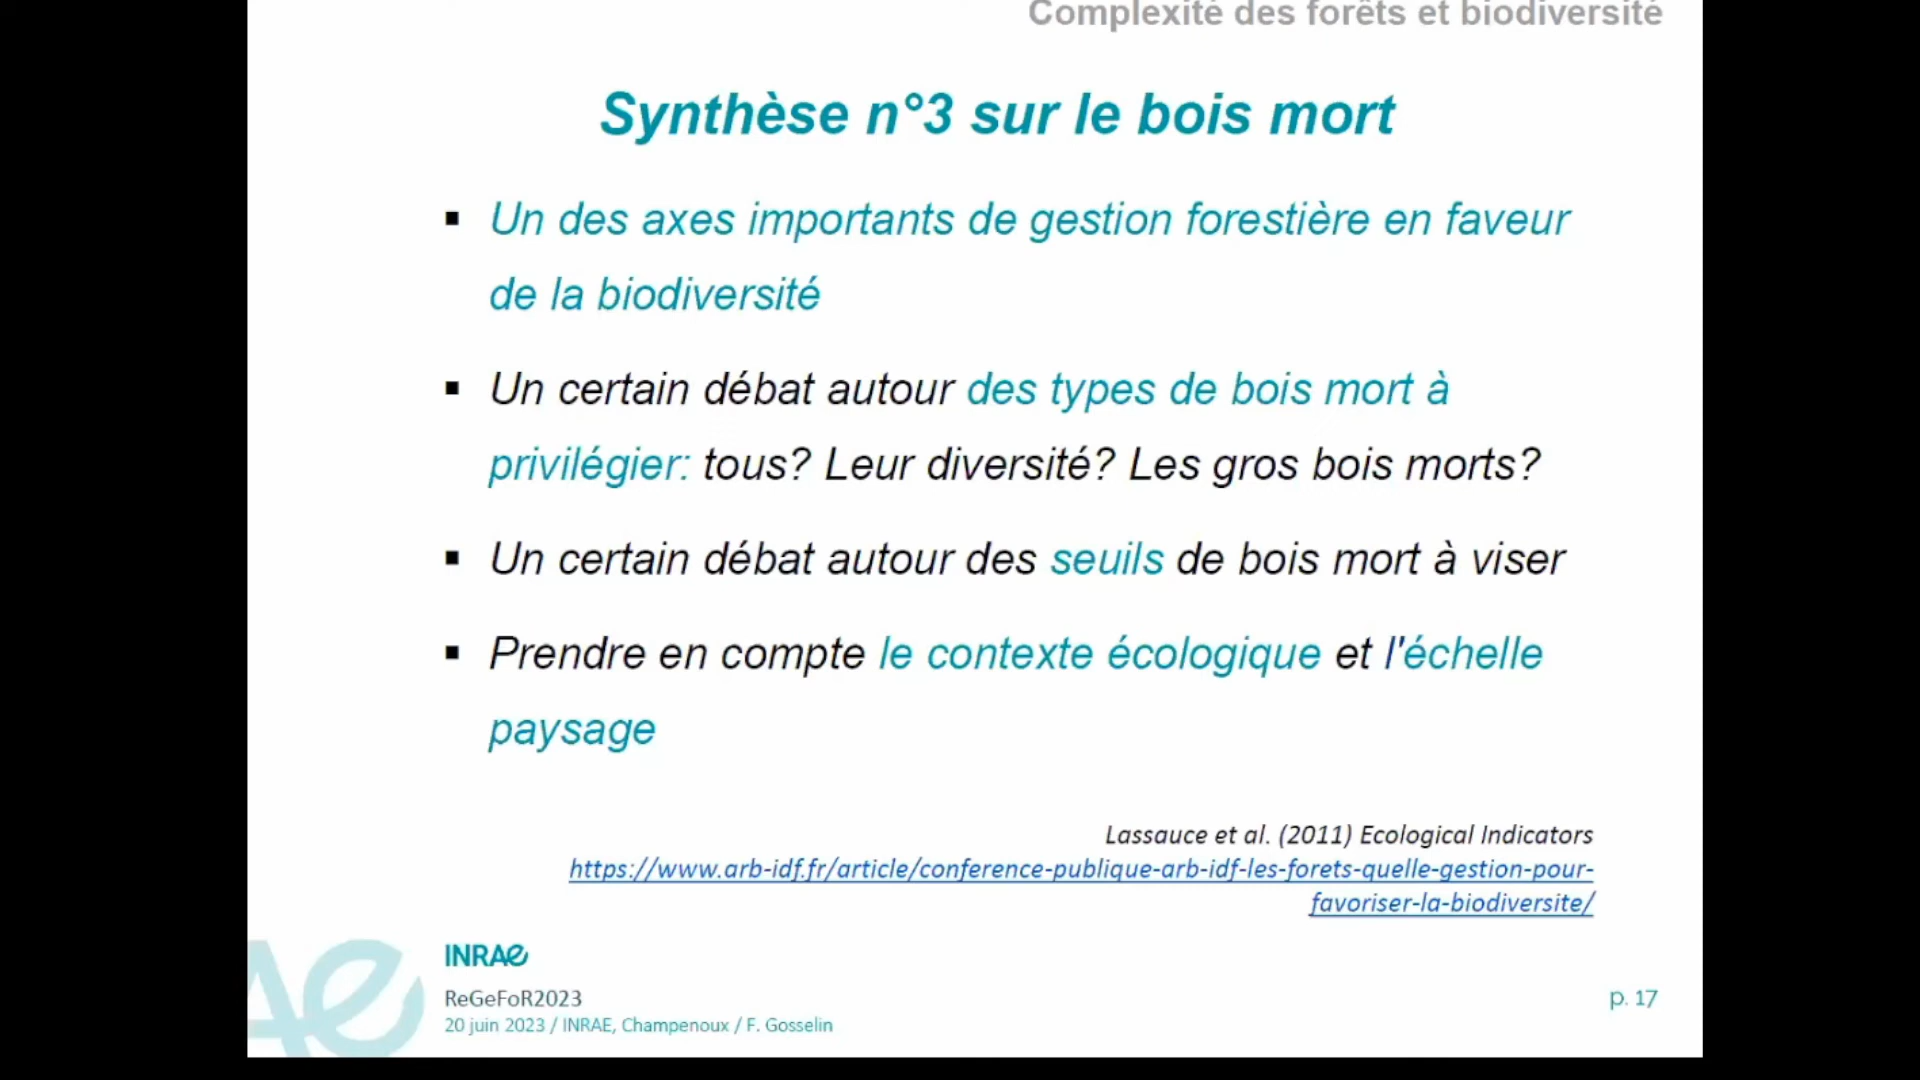 Complexité des forêts et biodiversité
Synthèse n°3 sur le bois mort
▪ Un des axes importants de gestion forestière en faveur
de la biodiversité
▪ Un certain débat autour des types de bois mort à
privilégier: tous? Leur diversité? Les gros bois morts?
▪ Un certain débat autour des seuils de bois mort à viser
▪ Prendre en compte le contexte écologique et l'échelle
paysage
Lassauce et al. (2011) Ecological Indicators
https://www.arb-idf.fr/article/conference-publique-arb-idf-les-forets-quelle-gestion-pour-
favoriser-la-biodiversite/
INRAE
ReGeFoR2023
20 juin 2023 / INRAE, Champenoux / F. Gosselin
p. 17